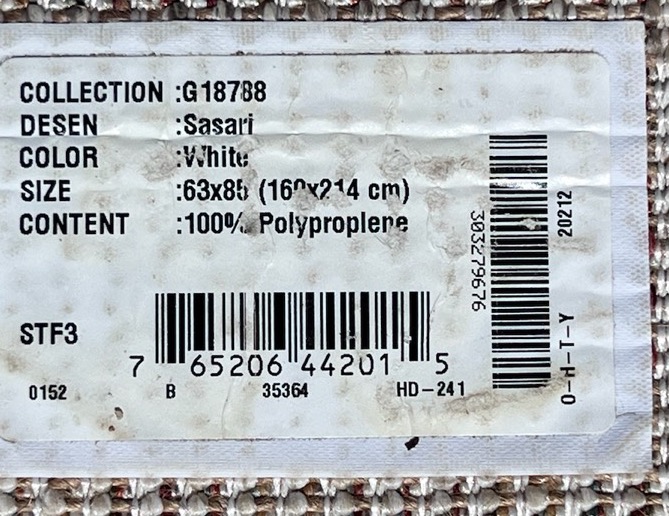 COLLECTION :G18788
DESEN :Sasari
COLOR :White
SIZE :63x85 (160x214 cm)
CONTENT :100% Polyproplene
STF3
7 65206 44201 5
0152 B 35364 HD-241
303279676
20212
O-H-I-Y